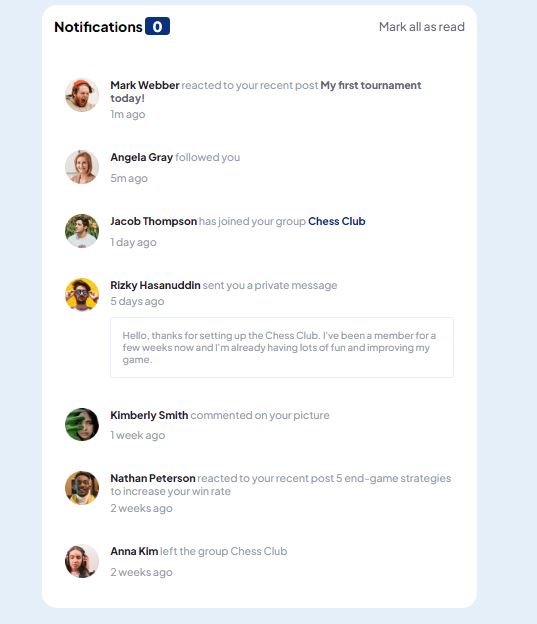 Notifications 0
Mark all as read
Mark Webber reacted to your recent post My first tournament
today!
1m ago
Angela Gray followed you
5m ago
Jacob Thompson has joined your group Chess Club
1 day ago
Rizky Hasanuddin sent you a private message
5 days ago
Hello, thanks for setting up the Chess Club. I've been a member for a
few weeks now and I'm already having lots of fun and improving my
game.
Kimberly Smith commented on your picture
1 week ago
Nathan Peterson reacted to your recent post 5 end-game strategies
to increase your win rate
2 weeks ago
Anna Kim left the group Chess Club
2 weeks ago